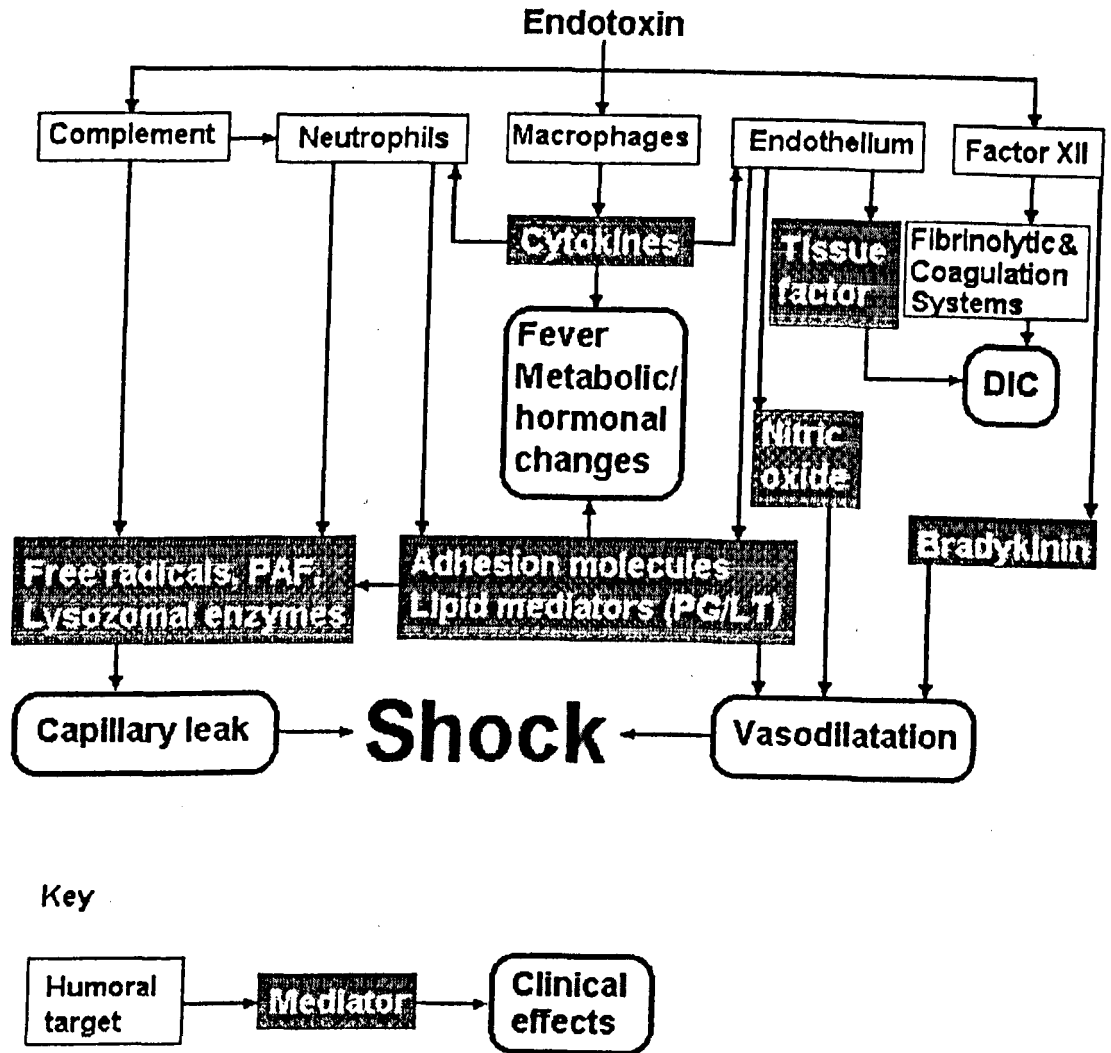 Endotoxin
Complement
Neutrophils
Macrophages
Endothelium
Factor XII
Cytokines
Tissue
factor
Fibrinolytic &
Coagulation
Systems
Fever
Metabolic/
hormonal
changes
DIC
Nitric
oxide
Bradykinin
Free radicals, PAF,
Lysozomal enzymes
Adhesion molecules
Lipid mediators (PG/LT)
Capillary leak
Shock
Vasodilatation
Key
Humoral
target
Mediator
Clinical
effects